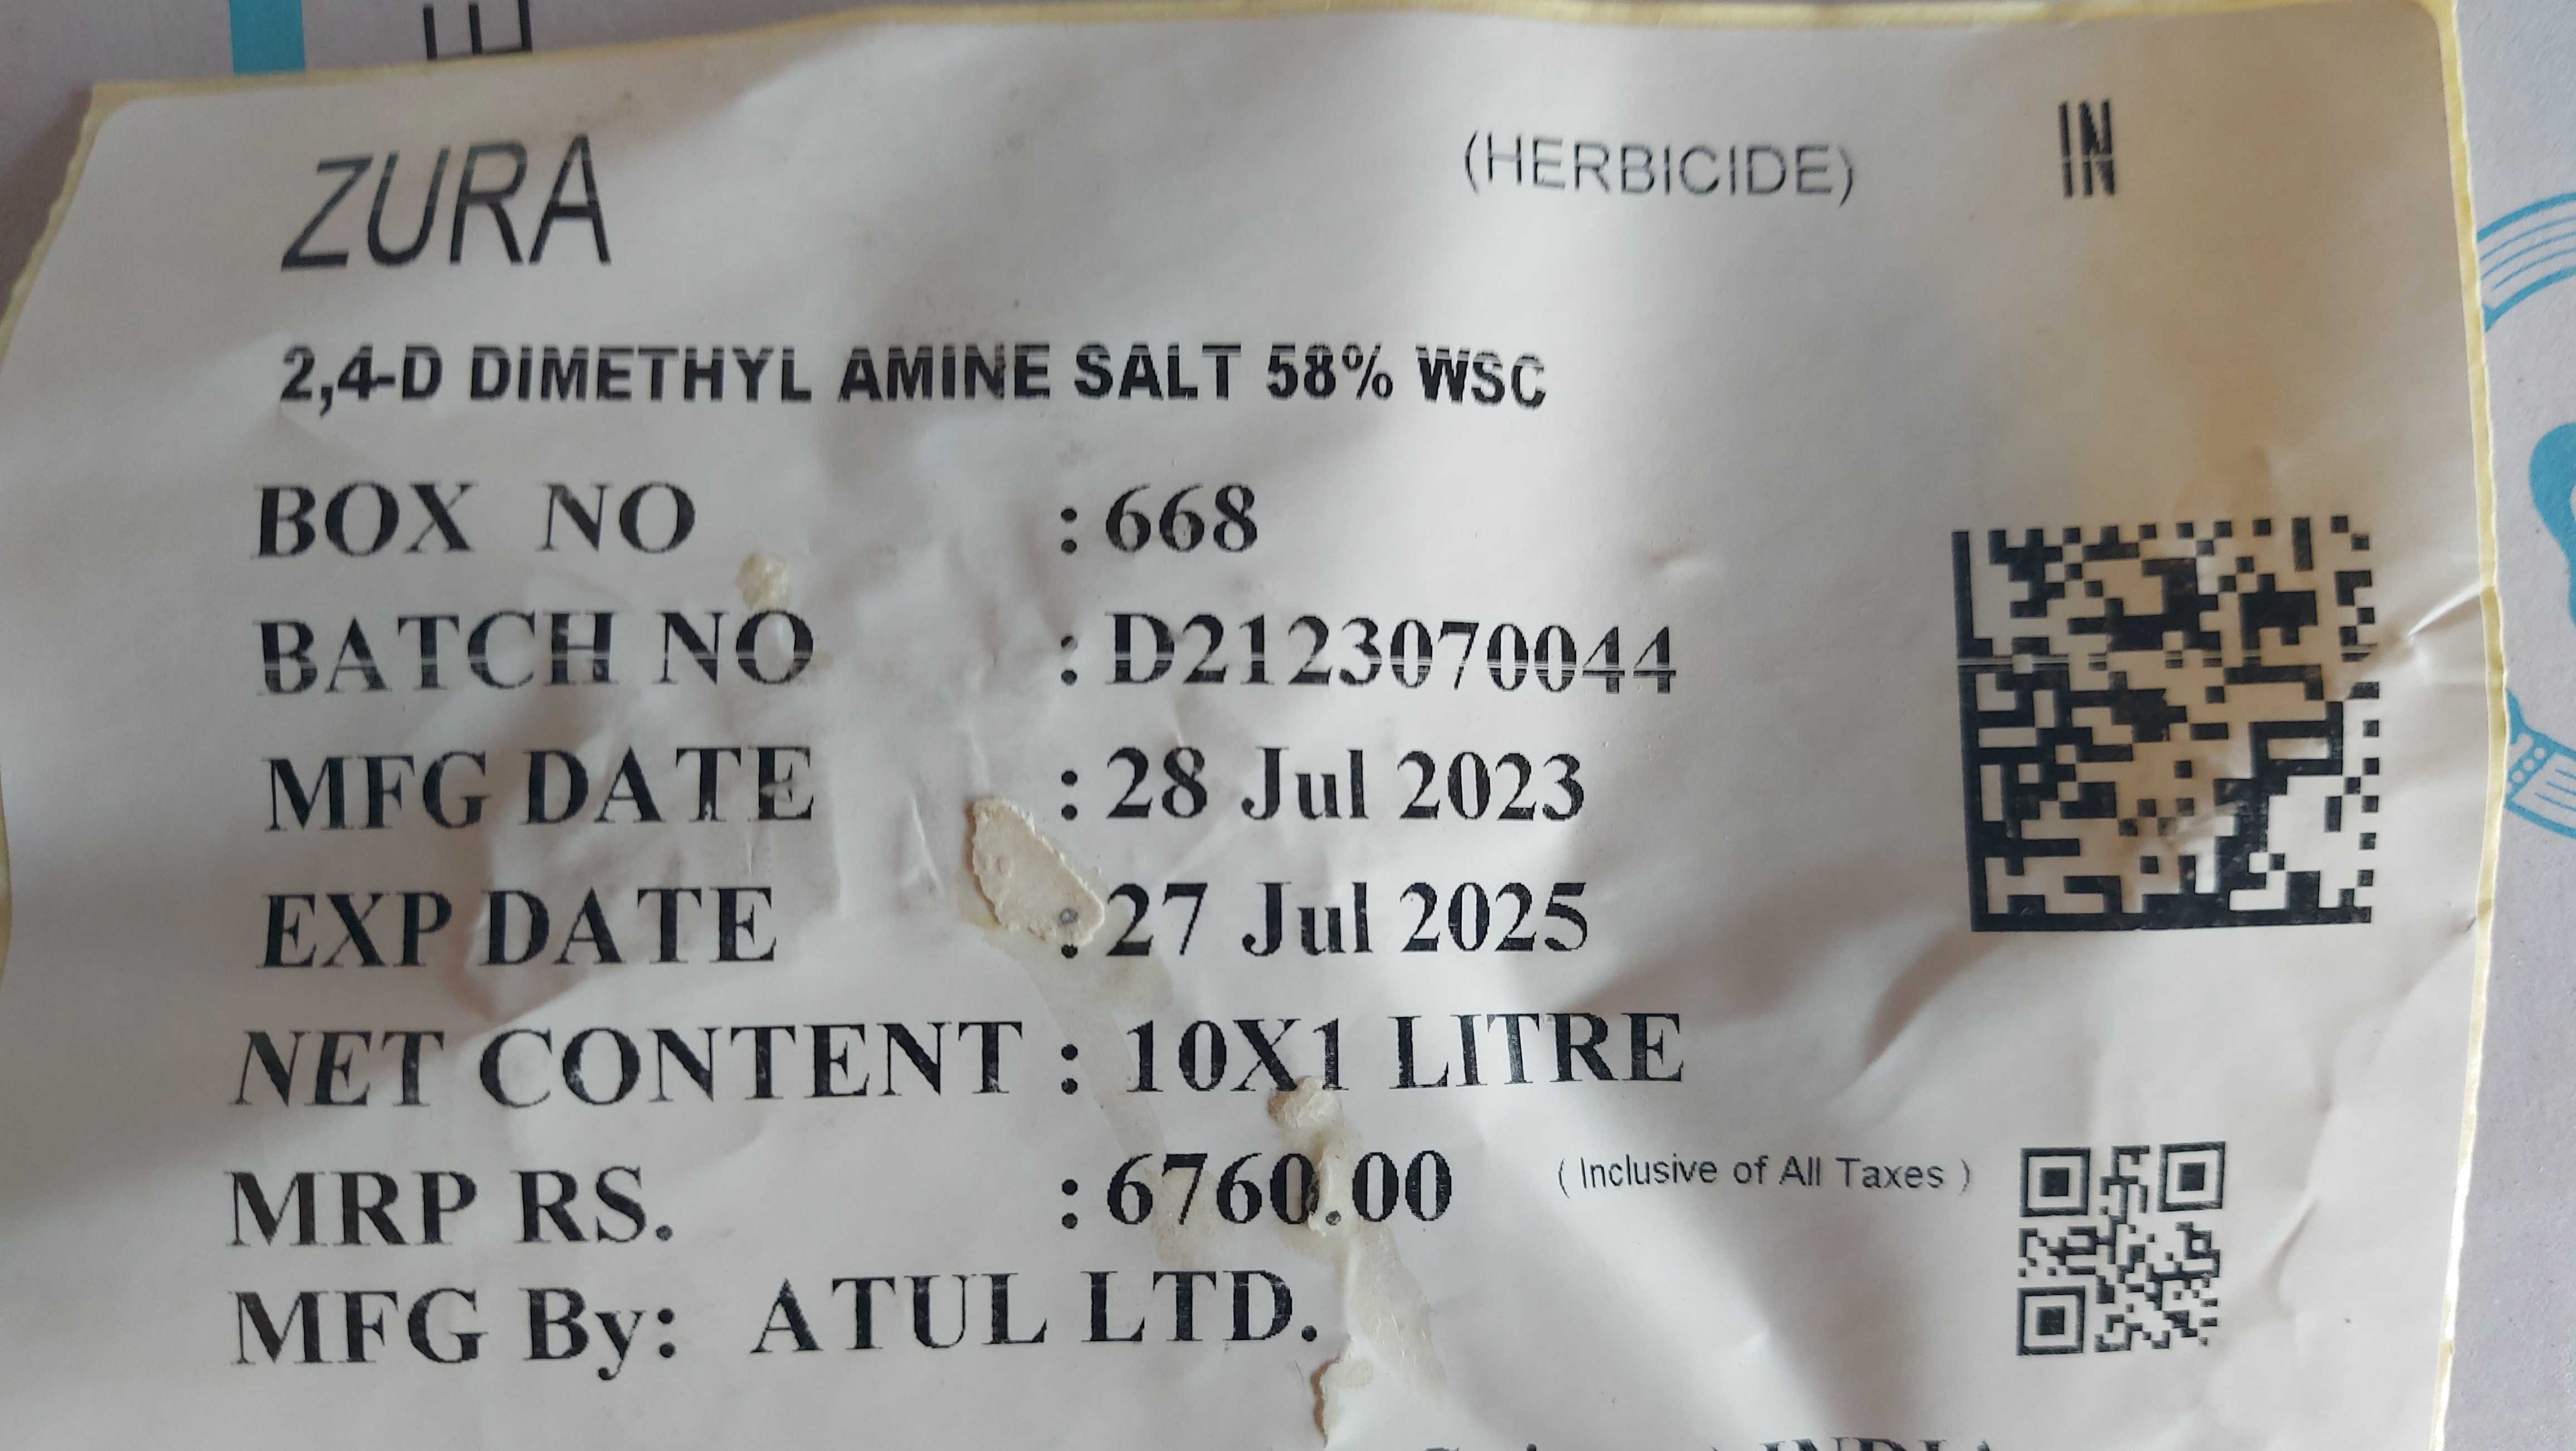 E
ZURA (HERBICIDE) IN
2,4-D DIMETHYL AMINE SALT 58% WSC
BOX NO : 668
BATCH NO : D2123070044
MFG DATE : 28 Jul 2023
EXP DATE : 27 Jul 2025
NET CONTENT : 10X1 LITRE
MRP RS. : 6760.00 ( Inclusive of All Taxes )
MFG By: ATUL LTD.
INDIA